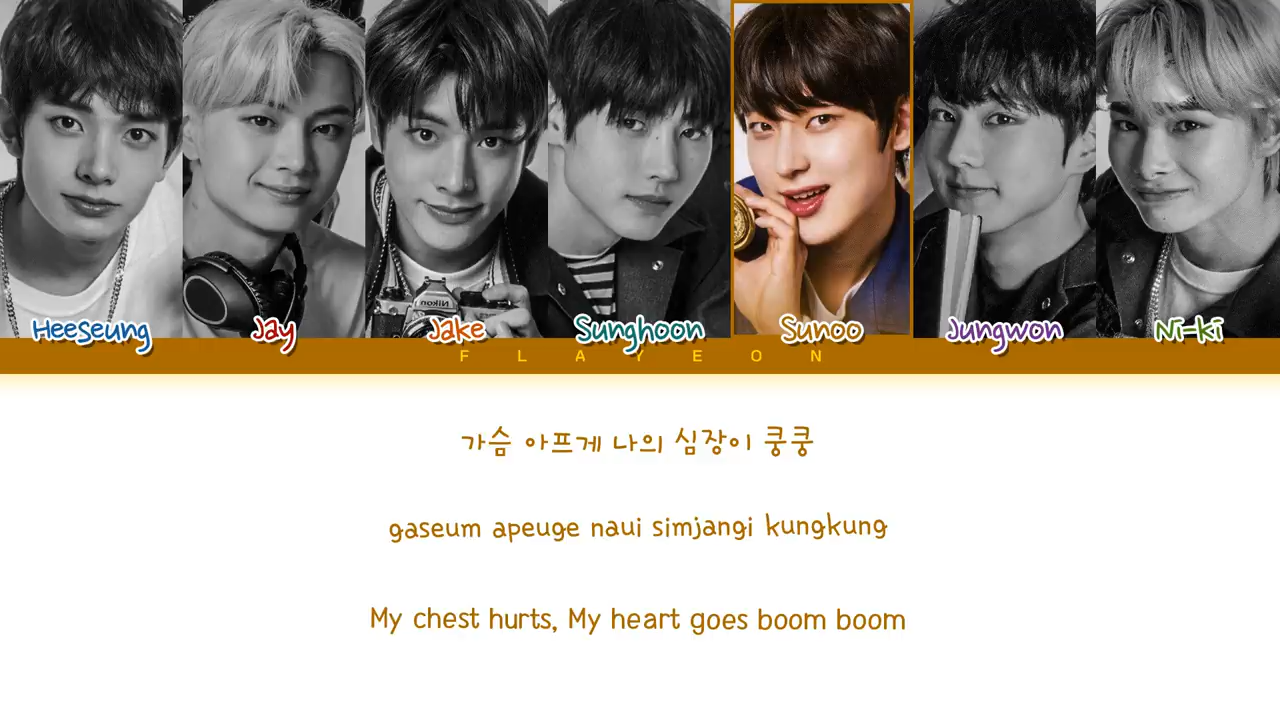 Heeseung Jay Jake Sunghoon Sunoo Jungwon Ni-ki
FLAYEON
가슴 아프게 나의 심장이 쿵쿵
gaseum apeuge naui simjangi kungkung
My chest hurts, My heart goes boom boom